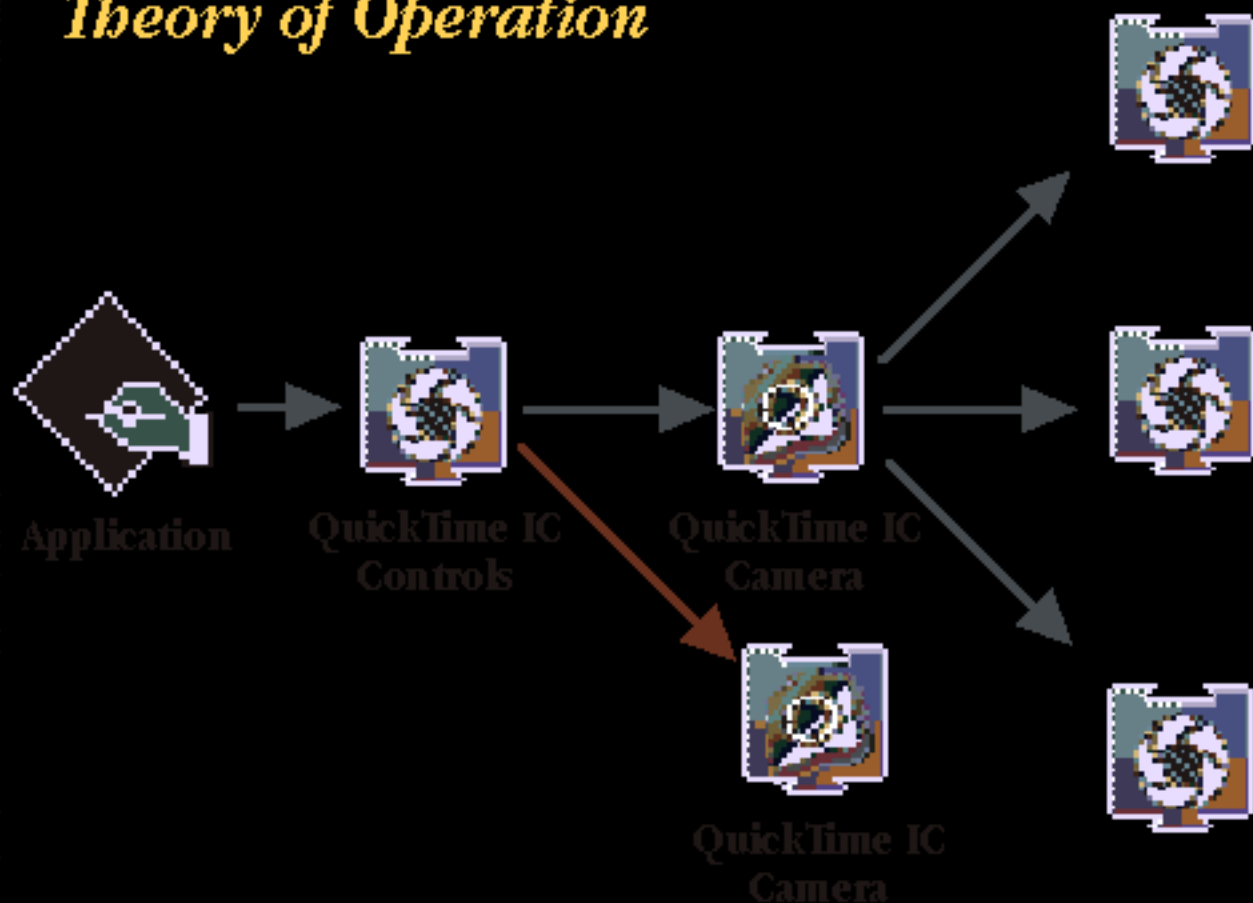 Theory of Operation
Application
QuickTime IC
Controls
QuickTime IC
Camera
QuickTime IC
Camera